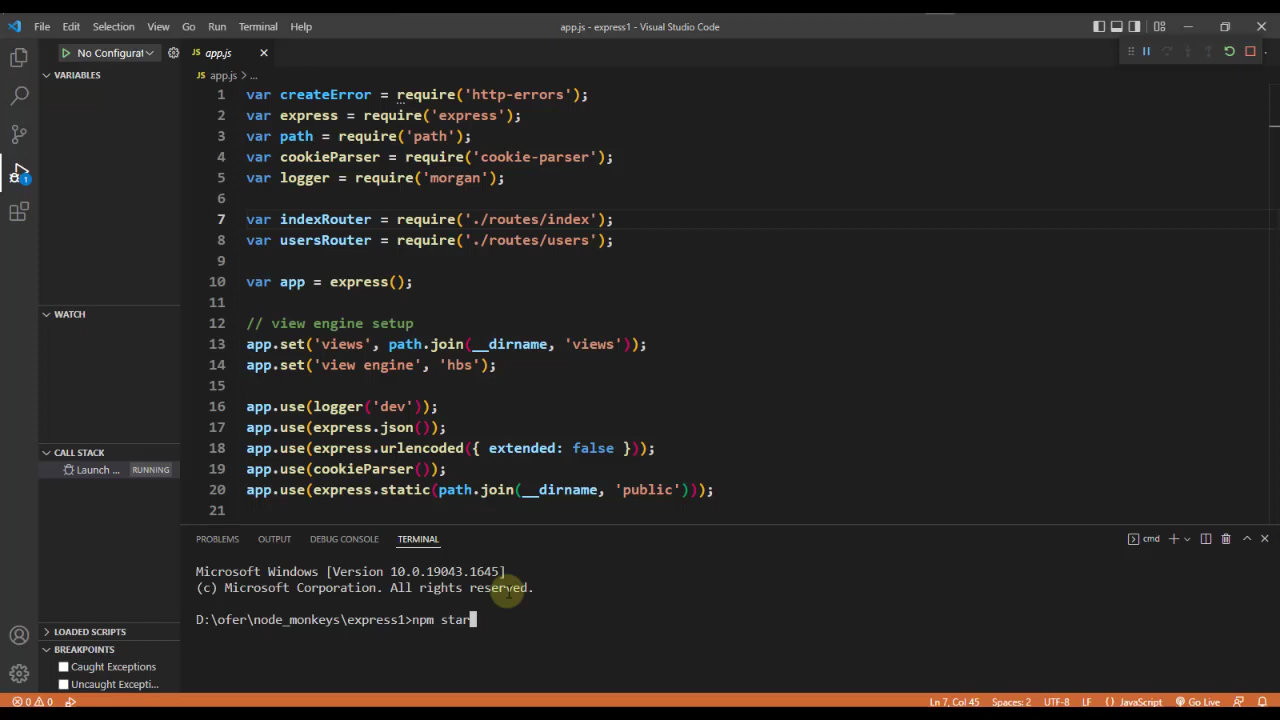 File Edit Selection View Go Run Terminal Help
app.js - express1 - Visual Studio Code
No Configurat
JS app.js
VARIABLES
JS app.js > ...
1 var createError = require('http-errors');
2 var express = require('express');
3 var path = require('path');
4 var cookieParser = require('cookie-parser');
5 var logger = require('morgan');
6
7 var indexRouter = require('./routes/index');
8 var usersRouter = require('./routes/users');
9
10 var app = express();
11
12 // view engine setup
13 app.set('views', path.join(__dirname, 'views'));
14 app.set('view engine', 'hbs');
15
16 app.use(logger('dev'));
17 app.use(express.json());
18 app.use(express.urlencoded({ extended: false }));
19 app.use(cookieParser());
20 app.use(express.static(path.join(__dirname, 'public')));
21
1
WATCH
CALL STACK
Launch ... RUNNING
LOADED SCRIPTS
BREAKPOINTS
Caught Exceptions
Uncaught Excepti...
PROBLEMS OUTPUT DEBUG CONSOLE TERMINAL
cmd
Microsoft Windows [Version 10.0.19043.1645]
(c) Microsoft Corporation. All rights reserved.
D:\ofer\node_monkeys\express1>npm star
0 0
Ln 7, Col 45 Spaces: 2 UTF-8 LF {} JavaScript Go Live